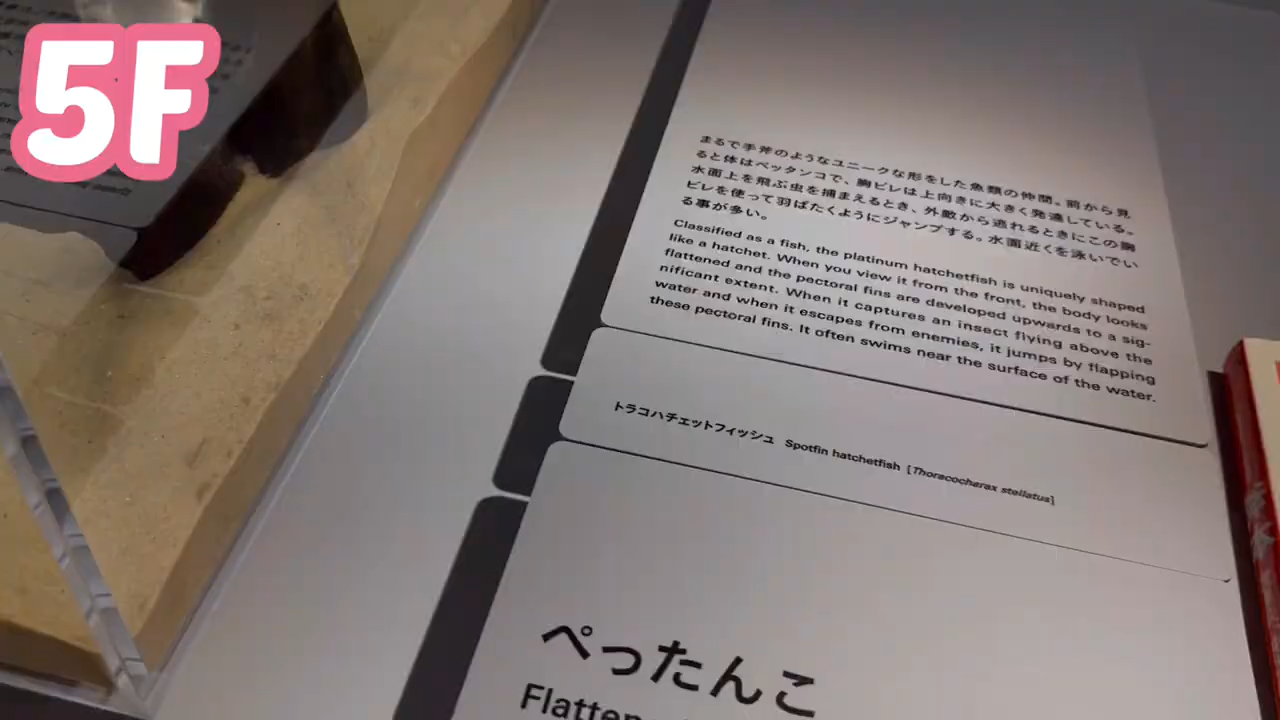 5F
まるで手斧のようなユニークな形をした魚類の仲間。前から見
ると体はペッタンコで、胸ビレは上向きに大きく発達している。
水面上を飛ぶ虫を捕まえるとき、外敵から逃れるときにこの胸
ビレを使って羽ばたくようにジャンプする。水面近くを泳いでい
る事が多い。
Classified as a fish, the platinum hatchetfish is uniquely shaped
like a hatchet. When you view it from the front, the body looks
flattened and the pectoral fins are developed upwards to a sig-
nificant extent. When it captures an insect flying above the
water and when it escapes from enemies, it jumps by flapping
these pectoral fins. It often swims near the surface of the water.
トラコハチェットフィッシュ Spotfin hatchetfish [Thoracocharax stellatus]
ぺったんこ